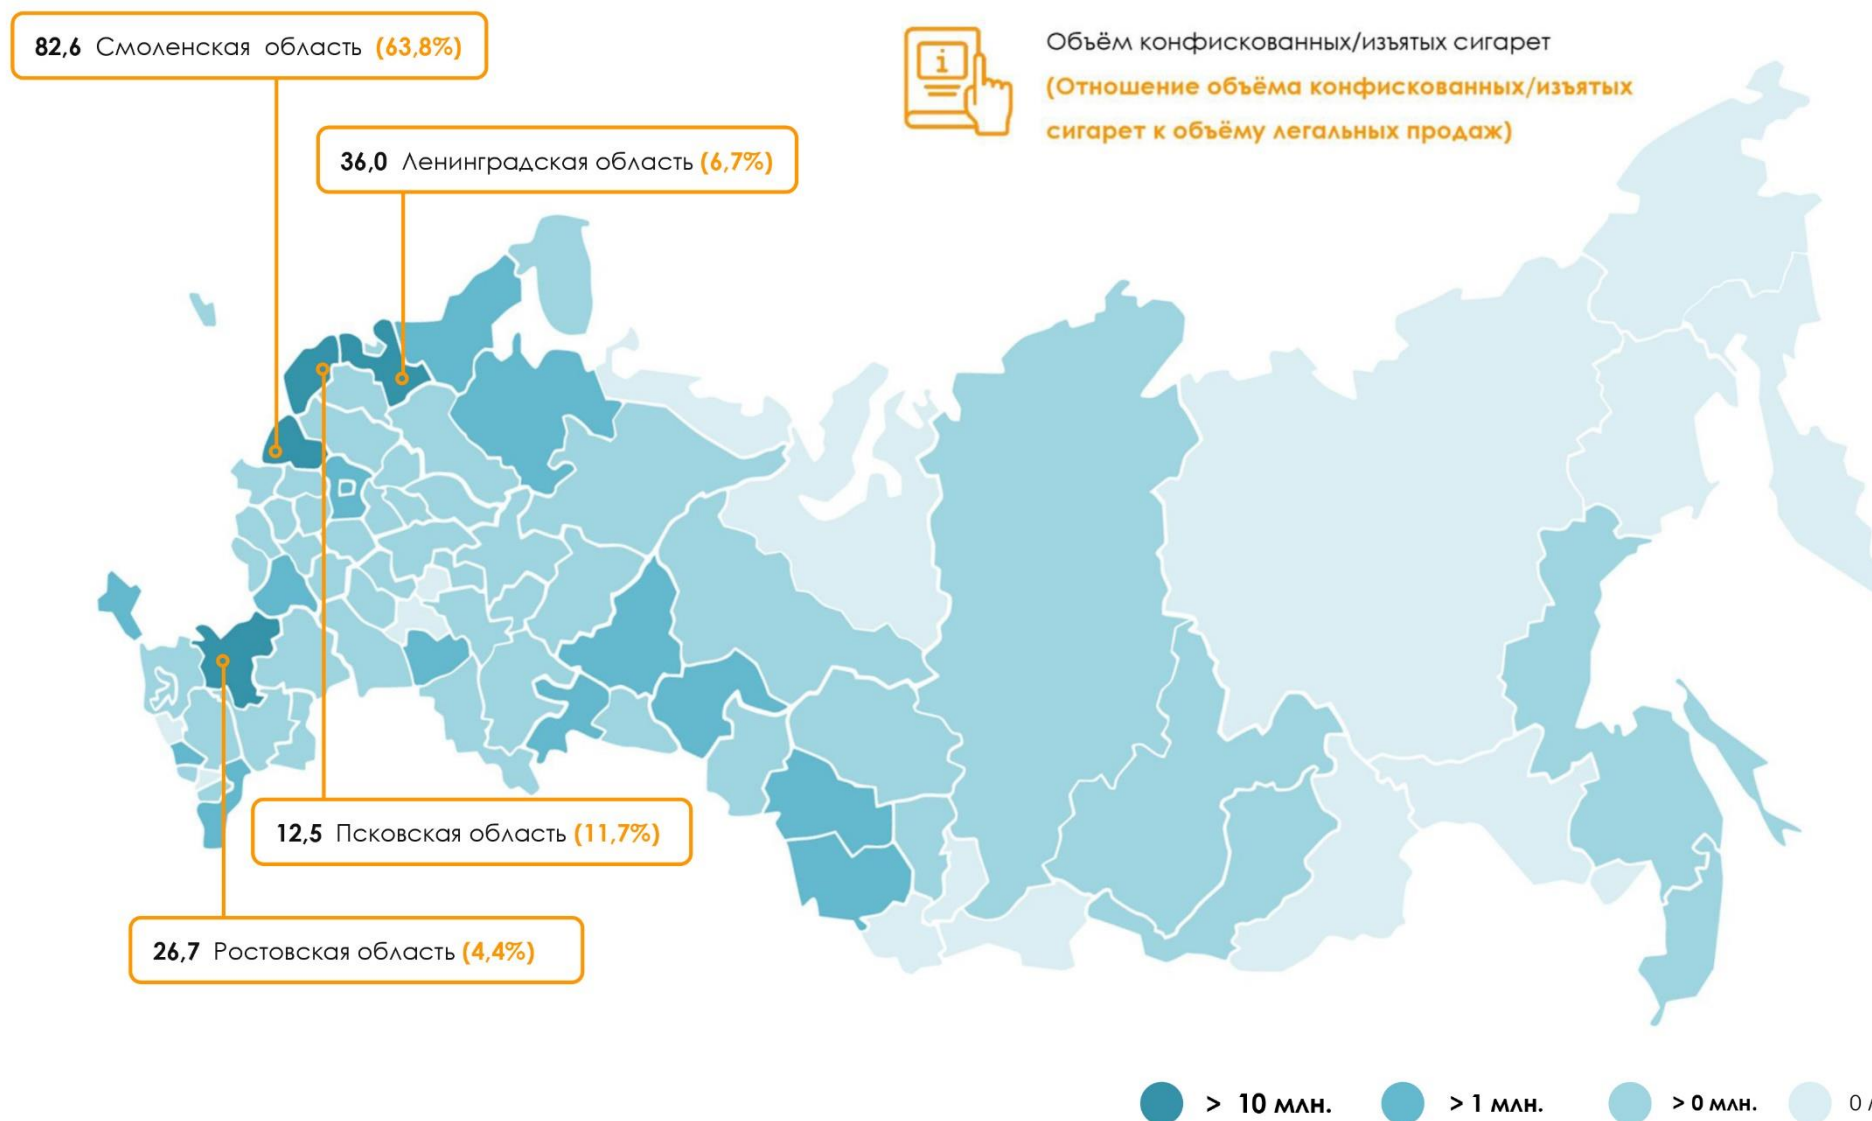 82,6 Смоленская область (63,8%)
Объём конфискованных/изъятых сигарет
(Отношение объёма конфискованных/изъятых
сигарет к объёму легальных продаж)
36,0 Ленинградская область (6,7%)
12,5 Псковская область (11,7%)
26,7 Ростовская область (4,4%)
> 10 млн.
> 1 млн.
> 0 млн.
0